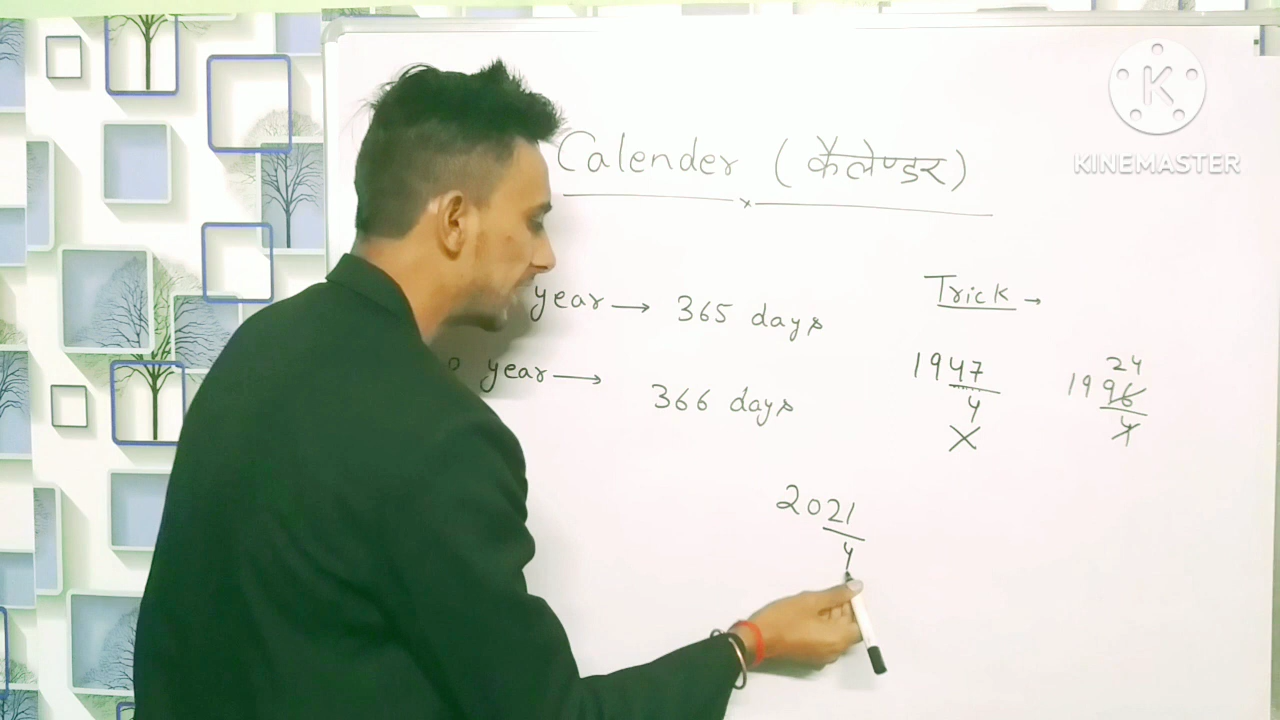 Calender (कैलेण्डर)
year → 365 days
year → 366 days
Trick →
1947
4
24
1996
4
2021
4
K
KINEMASTER